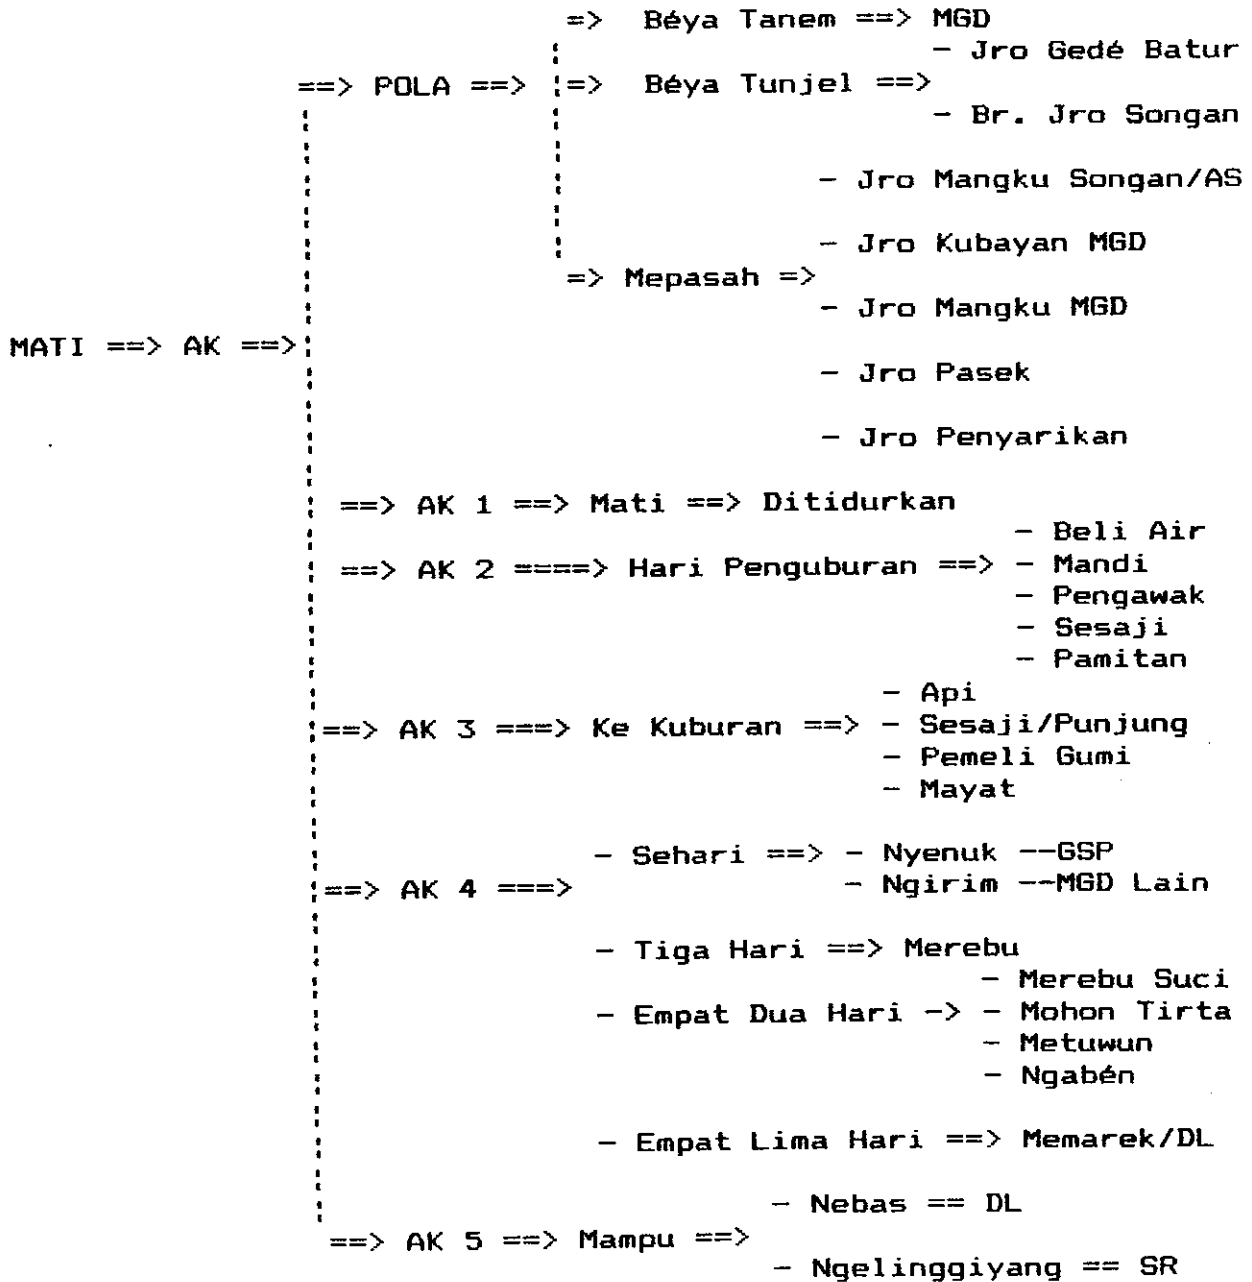 => Béya Tanem ==> MGD
- Jro Gedé Batur
==> POLA ==> => Béya Tunjel ==>
- Br. Jro Songan
- Jro Mangku Songan/AS
- Jro Kubayan MGD
=> Mepasah =>
- Jro Mangku MGD
MATI ==> AK ==>
- Jro Pasek
- Jro Penyarikan
==> AK 1 ==> Mati ==> Ditidurkan
- Beli Air
==> AK 2 ====> Hari Penguburan ==> - Mandi
- Pengawak
- Sesaji
- Pamitan
- Api
==> AK 3 ===> Ke Kuburan ==> - Sesaji/Punjung
- Pemeli Gumi
- Mayat
- Sehari ==> - Nyenuk --GSP
==> AK 4 ===> - Ngirim --MGD Lain
- Tiga Hari ==> Merebu
- Merebu Suci
- Empat Dua Hari -> - Mohon Tirta
- Metuwun
- Ngabén
- Empat Lima Hari ==> Memarek/DL
- Nebas == DL
==> AK 5 ==> Mampu ==>
- Ngelinggiyang == SR